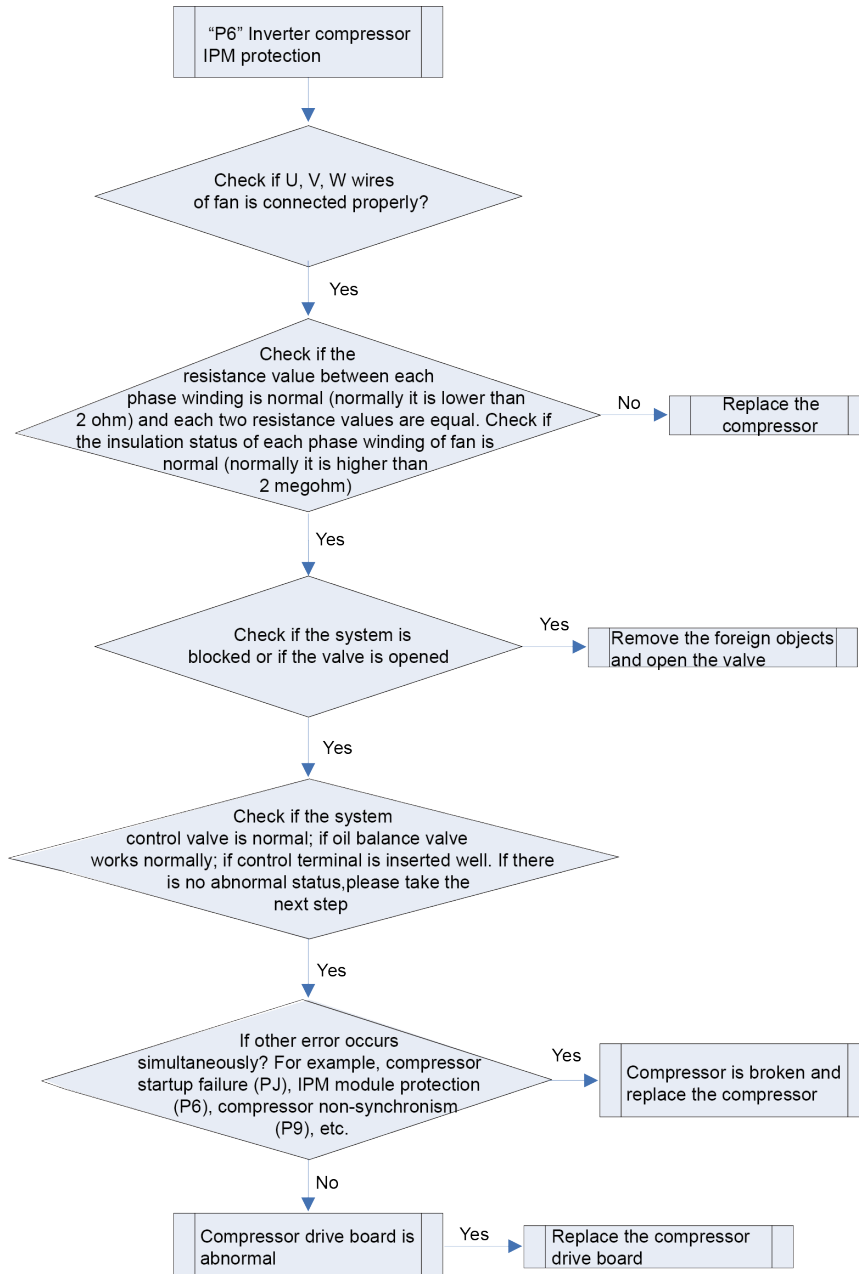 “P6” Inverter compressor
IPM protection
Check if U, V, W wires
of fan is connected properly?
Yes
Check if the
resistance value between each
phase winding is normal (normally it is lower than
2 ohm) and each two resistance values are equal. Check if
the insulation status of each phase winding of fan is
normal (normally it is higher than
2 megohm)
No
Replace the
compressor
Yes
Check if the system is
blocked or if the valve is opened
Yes
Remove the foreign objects
and open the valve
Yes
Check if the system
control valve is normal; if oil balance valve
works normally; if control terminal is inserted well. If there
is no abnormal status,please take the
next step
Yes
If other error occurs
simultaneously? For example, compressor
startup failure (PJ), IPM module protection
(P6), compressor non-synchronism
(P9), etc.
Yes
Compressor is broken and
replace the compressor
No
Compressor drive board is
abnormal
Yes
Replace the compressor
drive board